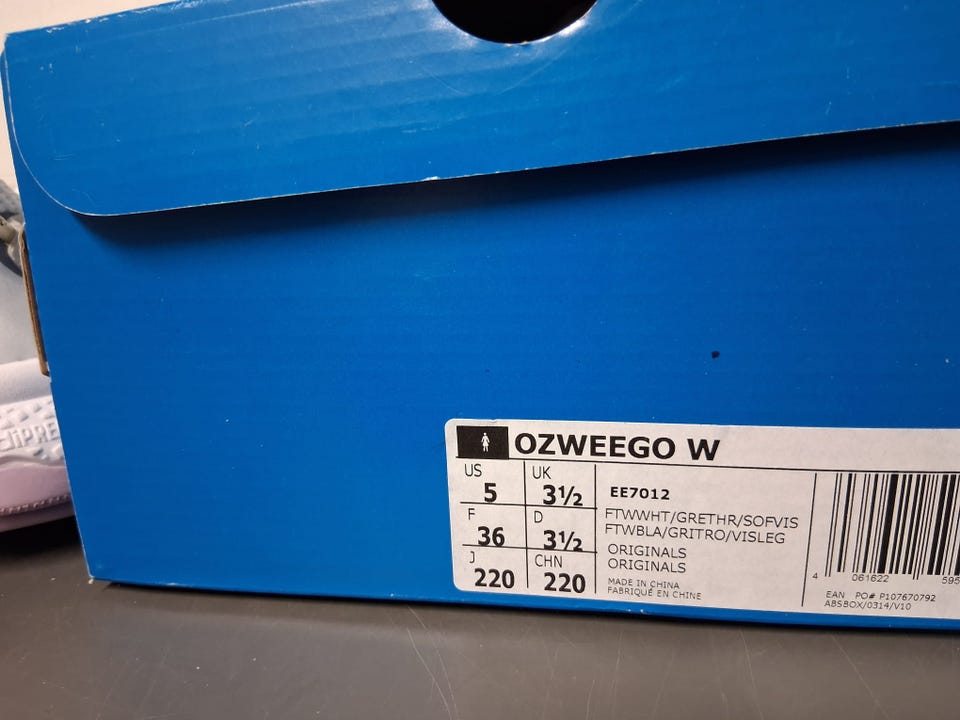 OZWEEGO W
US UK
5 3½
F D
36 3½
J CHN
220 220
EE7012
FTWWHT/GRETHR/SOFVIS
FTWBLA/GRITRO/VISLEG
ORIGINALS
ORIGINALS
MADE IN CHINA
FABRIQUÉ EN CHINE
4 061622 595
EAN PO# P107670792
ABSBOX/0314/V10